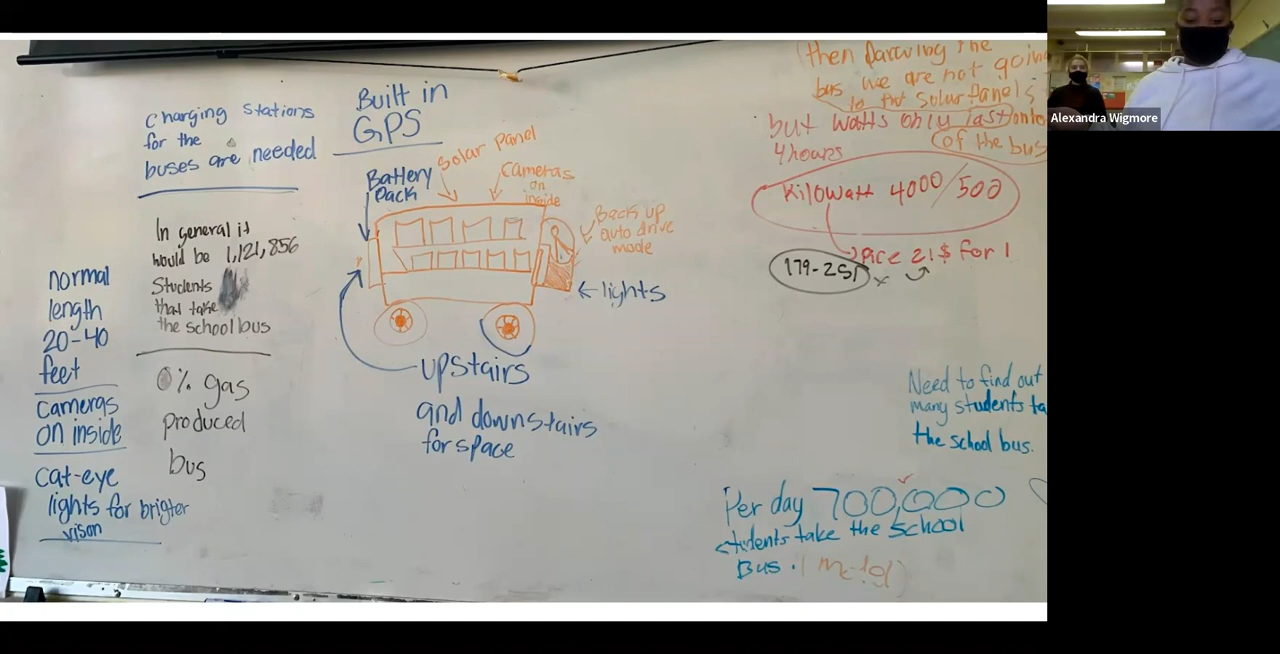 charging stations
for the
buses are needed
In general it
would be 1,121,856
Students
that take
the school bus
0% gas
produced
bus
normal
length
20-40
feet
cameras
on inside
cat-eye
lights for brigter
vison
Built in
GPS
Battery
Pack
Solar Panel
Cameras
on
inside
Back up
auto drive
mode
lights
upstairs
and downstairs
for space
then the
bus we are not going
to Put Solar Panels
onto
of the bus
but watts only last
4 hours
Kilowatt 4000/500
Price 21$ for 1
179-251 x
Need to find out
many students ta
the school bus.
Per day 700,000
students take the school
Bus.
Alexandra Wigmore